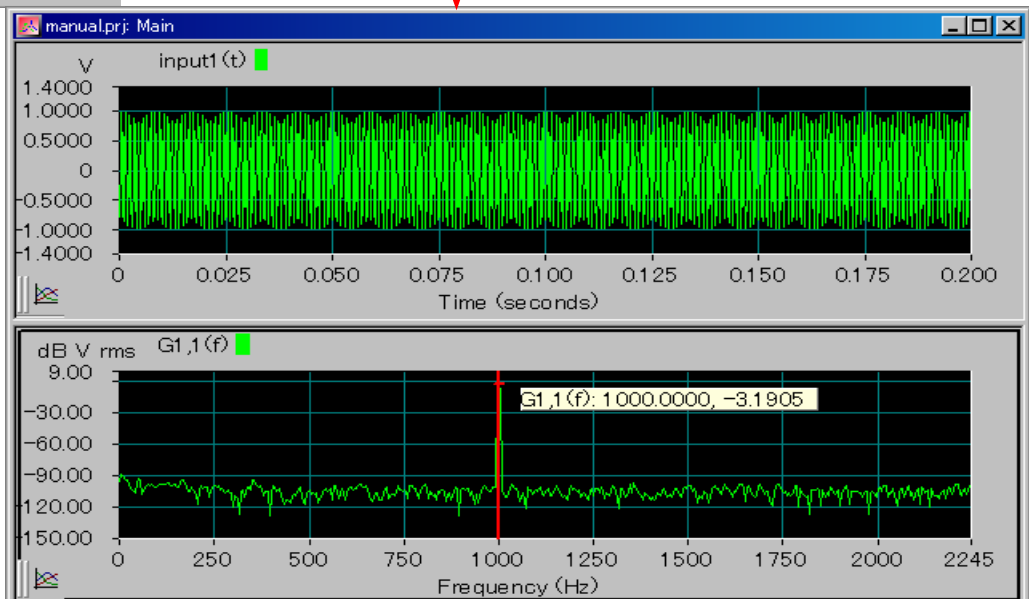 manual.prj: Main
V input1(t)
1.4000
1.0000
0.5000
0
-0.5000
-1.0000
-1.4000
0 0.025 0.050 0.075 0.100 0.125 0.150 0.175 0.200
Time (seconds)
dB V rms G1,1(f)
9.00
G1,1(f): 1000.0000, -3.1905
-30.00
-60.00
-90.00
-120.00
-150.00
0 250 500 750 1000 1250 1500 1750 2000 2245
Frequency (Hz)